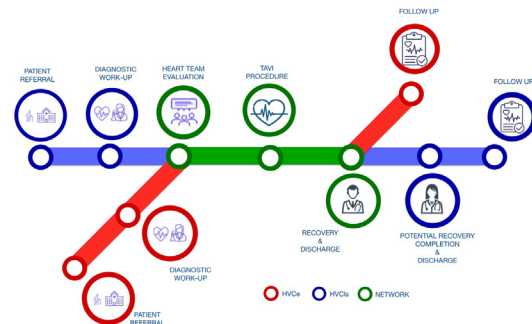 FOLLOW UP
PATIENT
REFERRAL
DIAGNOSTIC
WORK-UP
HEART TEAM
EVALUATION
TAVI
PROCEDURE
FOLLOW UP
RECOVERY
&
DISCHARGE
POTENTIAL RECOVERY
COMPLETION
&
DISCHARGE
DIAGNOSTIC
WORK-UP
PATIENT
REFERRAL
HVCe
HVCls
NETWORK